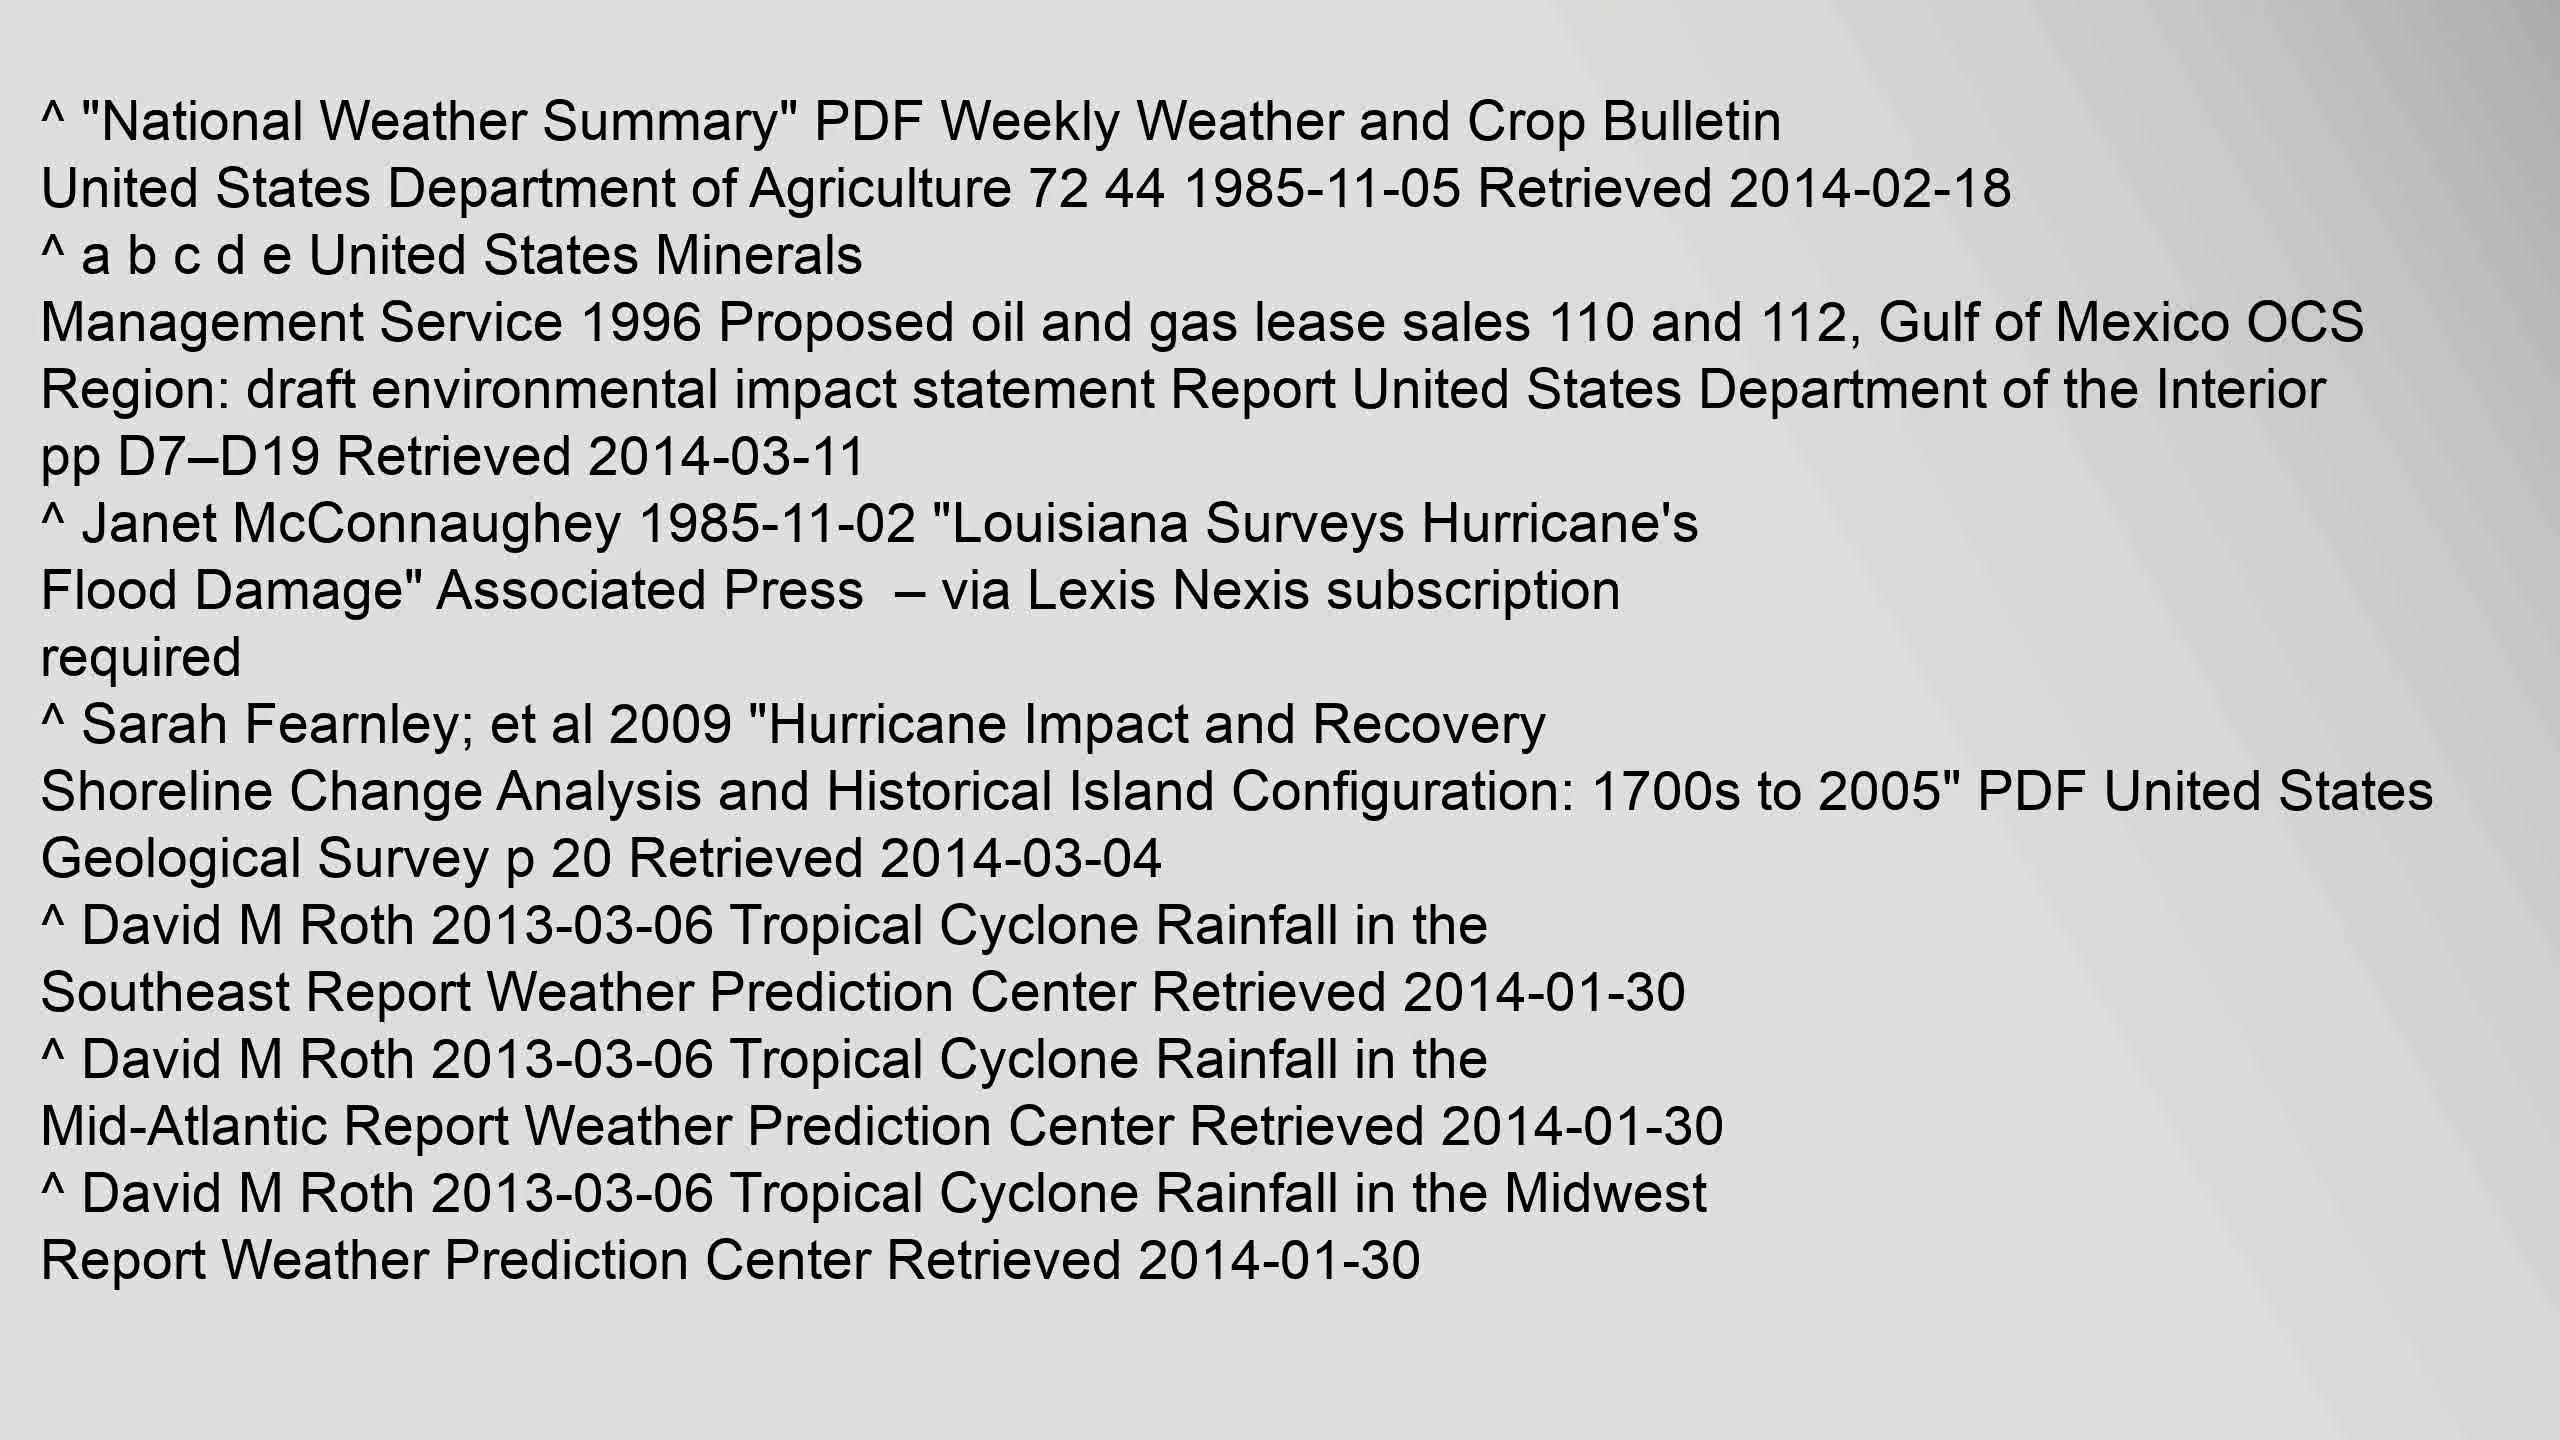 ^ "National Weather Summary" PDF Weekly Weather and Crop Bulletin
United States Department of Agriculture 72 44 1985-11-05 Retrieved 2014-02-18
^ a b c d e United States Minerals
Management Service 1996 Proposed oil and gas lease sales 110 and 112, Gulf of Mexico OCS
Region: draft environmental impact statement Report United States Department of the Interior
pp D7–D19 Retrieved 2014-03-11
^ Janet McConnaughey 1985-11-02 "Louisiana Surveys Hurricane's
Flood Damage" Associated Press  – via Lexis Nexis subscription
required
^ Sarah Fearnley; et al 2009 "Hurricane Impact and Recovery
Shoreline Change Analysis and Historical Island Configuration: 1700s to 2005" PDF United States
Geological Survey p 20 Retrieved 2014-03-04
^ David M Roth 2013-03-06 Tropical Cyclone Rainfall in the
Southeast Report Weather Prediction Center Retrieved 2014-01-30
^ David M Roth 2013-03-06 Tropical Cyclone Rainfall in the
Mid-Atlantic Report Weather Prediction Center Retrieved 2014-01-30
^ David M Roth 2013-03-06 Tropical Cyclone Rainfall in the Midwest
Report Weather Prediction Center Retrieved 2014-01-30